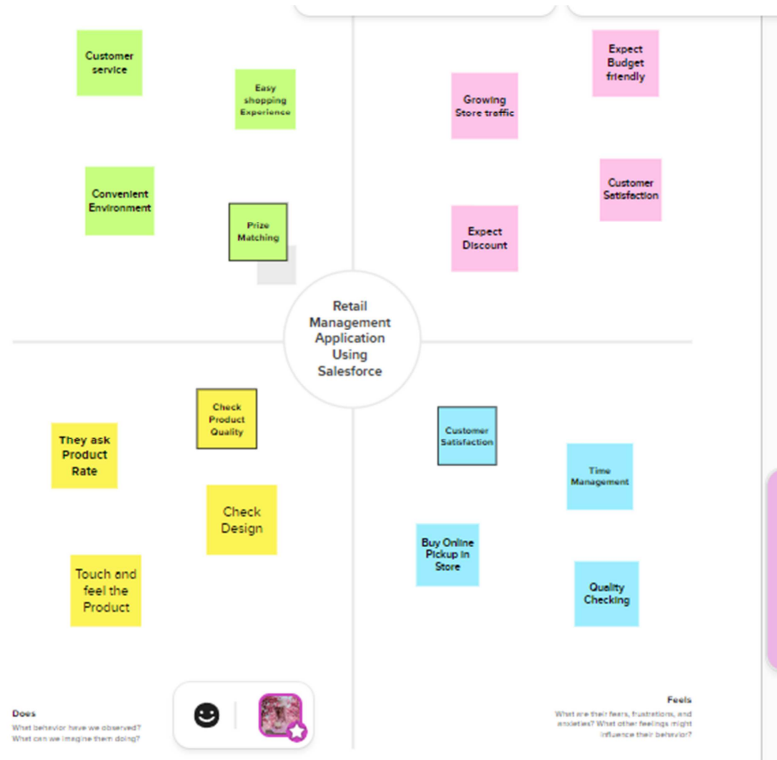 Customer
service
Easy
shopping
Experience
Convenient
Environment
Prize
Matching
Expect
Budget
friendly
Growing
Store traffic
Customer
Satisfaction
Expect
Discount
Retail
Management
Application
Using
Salesforce
They ask
Product
Rate
Check
Product
Quality
Check
Design
Touch and
feel the
Product
Customer
Satisfaction
Time
Management
Buy Online
Pickup in
Store
Quality
Checking
Does
What behavior have we observed?
What can we imagine them doing?
Feels
What are their fears, frustrations, and
anxieties? What other feelings might
influence their behavior?